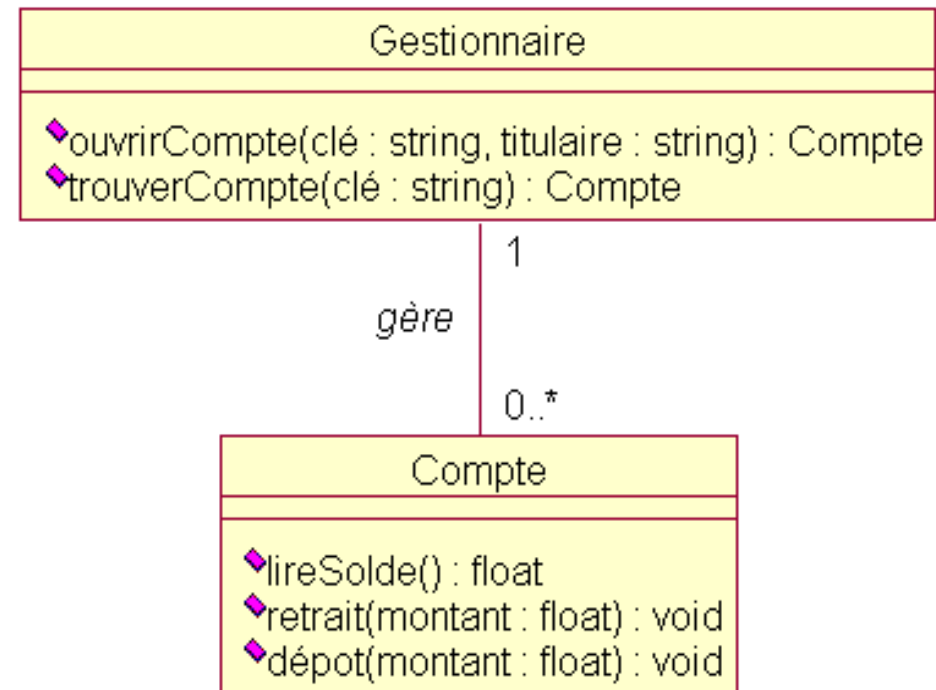 Gestionnaire
ouvrirCompte(clé : string, titulaire : string) : Compte
trouverCompte(clé : string) : Compte
1
gère
0..*
Compte
lireSolde() : float
retrait(montant : float) : void
dépot(montant : float) : void